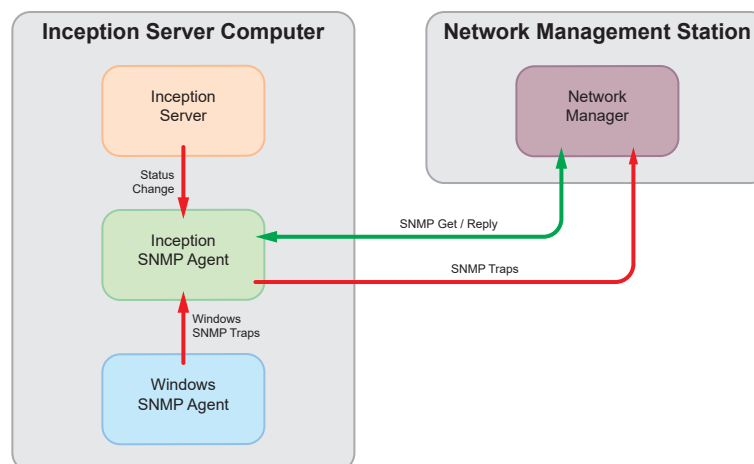 Inception Server Computer
Network Management Station
Inception
Server
Network
Manager
Status
Change
SNMP Get / Reply
Inception
SNMP Agent
SNMP Traps
Windows
SNMP Traps
Windows
SNMP Agent